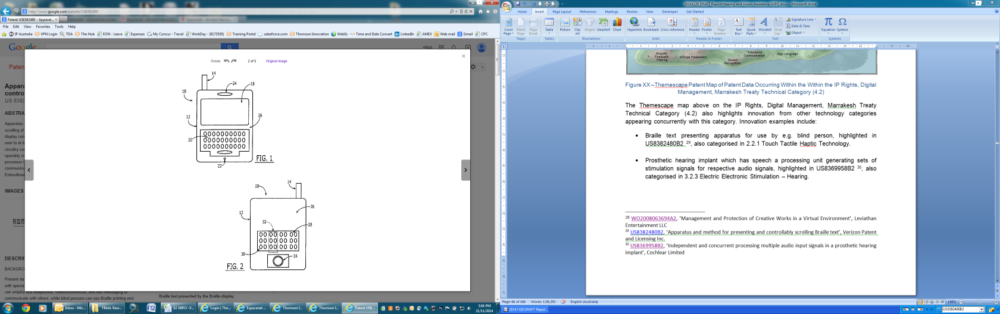 http://www.google.com/patents/US8382480
Patent US8382480 - Apparat...
File Edit View Favorites Tools Help
IP Australia VPN Login TDA The Hub EON - Leave Expenses My Concur - Travel WorkDay - (0173530) Training Portal salesforce.com Thomson Innovation WebEx Time and Date Convert LinkedIn AMEX Web mail Gmail CPC
Google
Paten
Rotate 2 of 5 Original Image
Appara
contro
US 8382
ABSTRA
Apparatus
scrolling of
display con
user to at le
circuitry con
operably co
processor i
communica
Embodimen
IMAGES
DESCRIP
BACKGRO
Present day
with specia
can employ text telephones, videoconferences, and text messaging to
communicate with others, while blind persons can use Braille printing and
Braille text presented by the Braille display;
14
24
18
10
12
16
20
22
FIG. 1
14
10
26
12
32
28
30
34
FIG. 2
Inbox - Mic...
FINAL Rew...
02 WIPO -V...
Login | Tho...
Espacenet ...
Thomson I...
Thomson I...
Patent US8...
3:04 PM
21/11/2014
20141120 DRAFT Report Hearing and Vision Assistance WIPO.docx - Microsoft Word
Home Insert Page Layout References Mailings Review View Developer Get Started
Cover Page
Blank Page
Page Break
Table
Picture
Clip Art
Shapes
SmartArt
Chart
Hyperlink
Bookmark
Cross-reference
Header
Footer
Page Number
Text Box
Quick Parts
WordArt
Drop Cap
Signature Line
Date & Time
Object
Equation
Symbol
Pages Tables Illustrations Links Header & Footer Text Symbols
Acoustic Feedback Filtering
Storage Parameters
Speech Recognition
Telephone Communication
Sign Language
Figure XX –Themescape Patent Map of Patent Data Occurring Within the Within the IP Rights, Digital
Management, Marrakesh Treaty Technical Category (4.2)
The Themescape map above on the IP Rights, Digital Management, Marrakesh Treaty
Technical Category (4.2) also highlights innovation from other technology categories
appearing concurrently with this category. Innovation examples include:
• Braille text presenting apparatus for use by e.g. blind person, highlighted in
US8382480B2 29, also categorised in 2.2.1 Touch Tactile Haptic Technology.
• Prosthetic hearing implant which has speech a processing unit generating sets of
stimulation signals for respective audio signals, highlighted in US8369958B2 30, also
categorised in 3.2.3 Electric Electronic Stimulation – Hearing.
28 WO2008063694A2, ‘Management and Protection of Creative Works in a Virtual Environment’, Leviathan
Entertainment LLC
29 US8382480B2, ‘Apparatus and method for presenting and controllably scrolling Braille text’, Verizon Patent
and Licensing Inc.
30 US8369958B2, ‘Independent and concurrent processing multiple audio input signals in a prosthetic hearing
implant’, Cochlear Limited
Page: 66 of 166 Words: 1/38,292 English (Australia) 140%
20141120 DRAFT Report...
US8382480B2